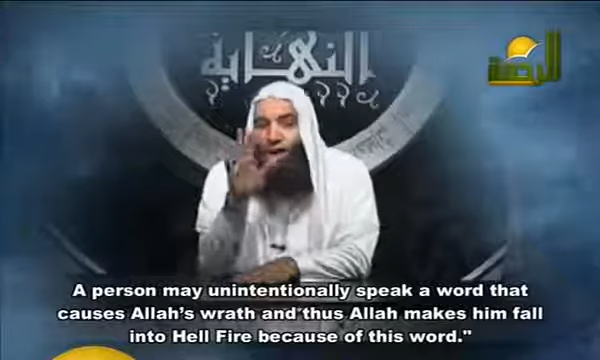 النهاية
الرحمة
A person may unintentionally speak a word that
causes Allah's wrath and thus Allah makes him fall
into Hell Fire because of this word."